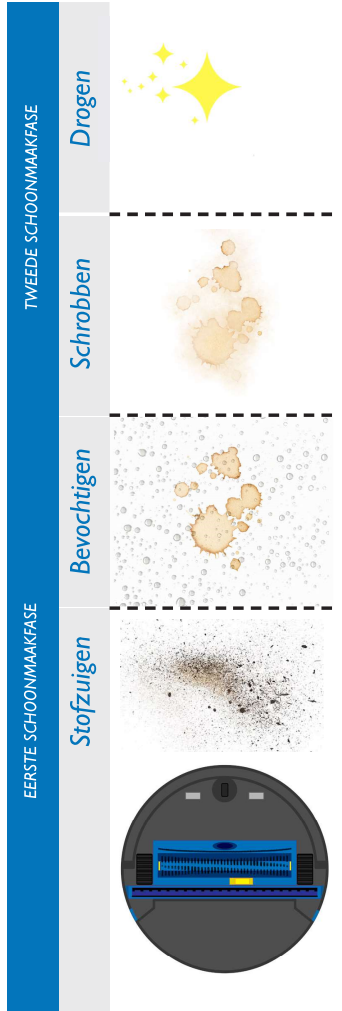 TWEEDE SCHOONMAAKFASE
Drogen
Schrobben
Bevochtigen
EERSTE SCHOONMAAKFASE
Stofzuigen